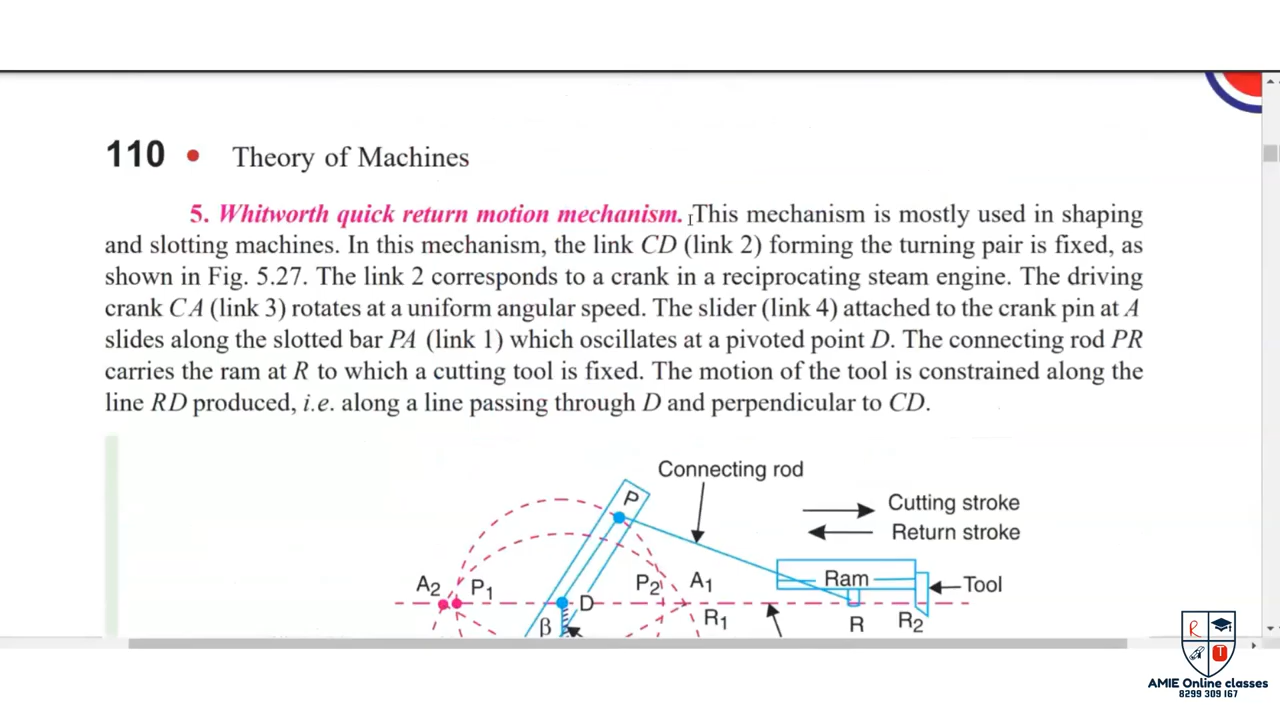 110 • Theory of Machines
5. Whitworth quick return motion mechanism. This mechanism is mostly used in shaping
and slotting machines. In this mechanism, the link CD (link 2) forming the turning pair is fixed, as
shown in Fig. 5.27. The link 2 corresponds to a crank in a reciprocating steam engine. The driving
crank CA (link 3) rotates at a uniform angular speed. The slider (link 4) attached to the crank pin at A
slides along the slotted bar PA (link 1) which oscillates at a pivoted point D. The connecting rod PR
carries the ram at R to which a cutting tool is fixed. The motion of the tool is constrained along the
line RD produced, i.e. along a line passing through D and perpendicular to CD.
Connecting rod
P
Cutting stroke
Return stroke
A2 P1 P2 A1 Ram Tool
D
R1 R R2
β
R
T
AMIE Online classes
8299 309 167